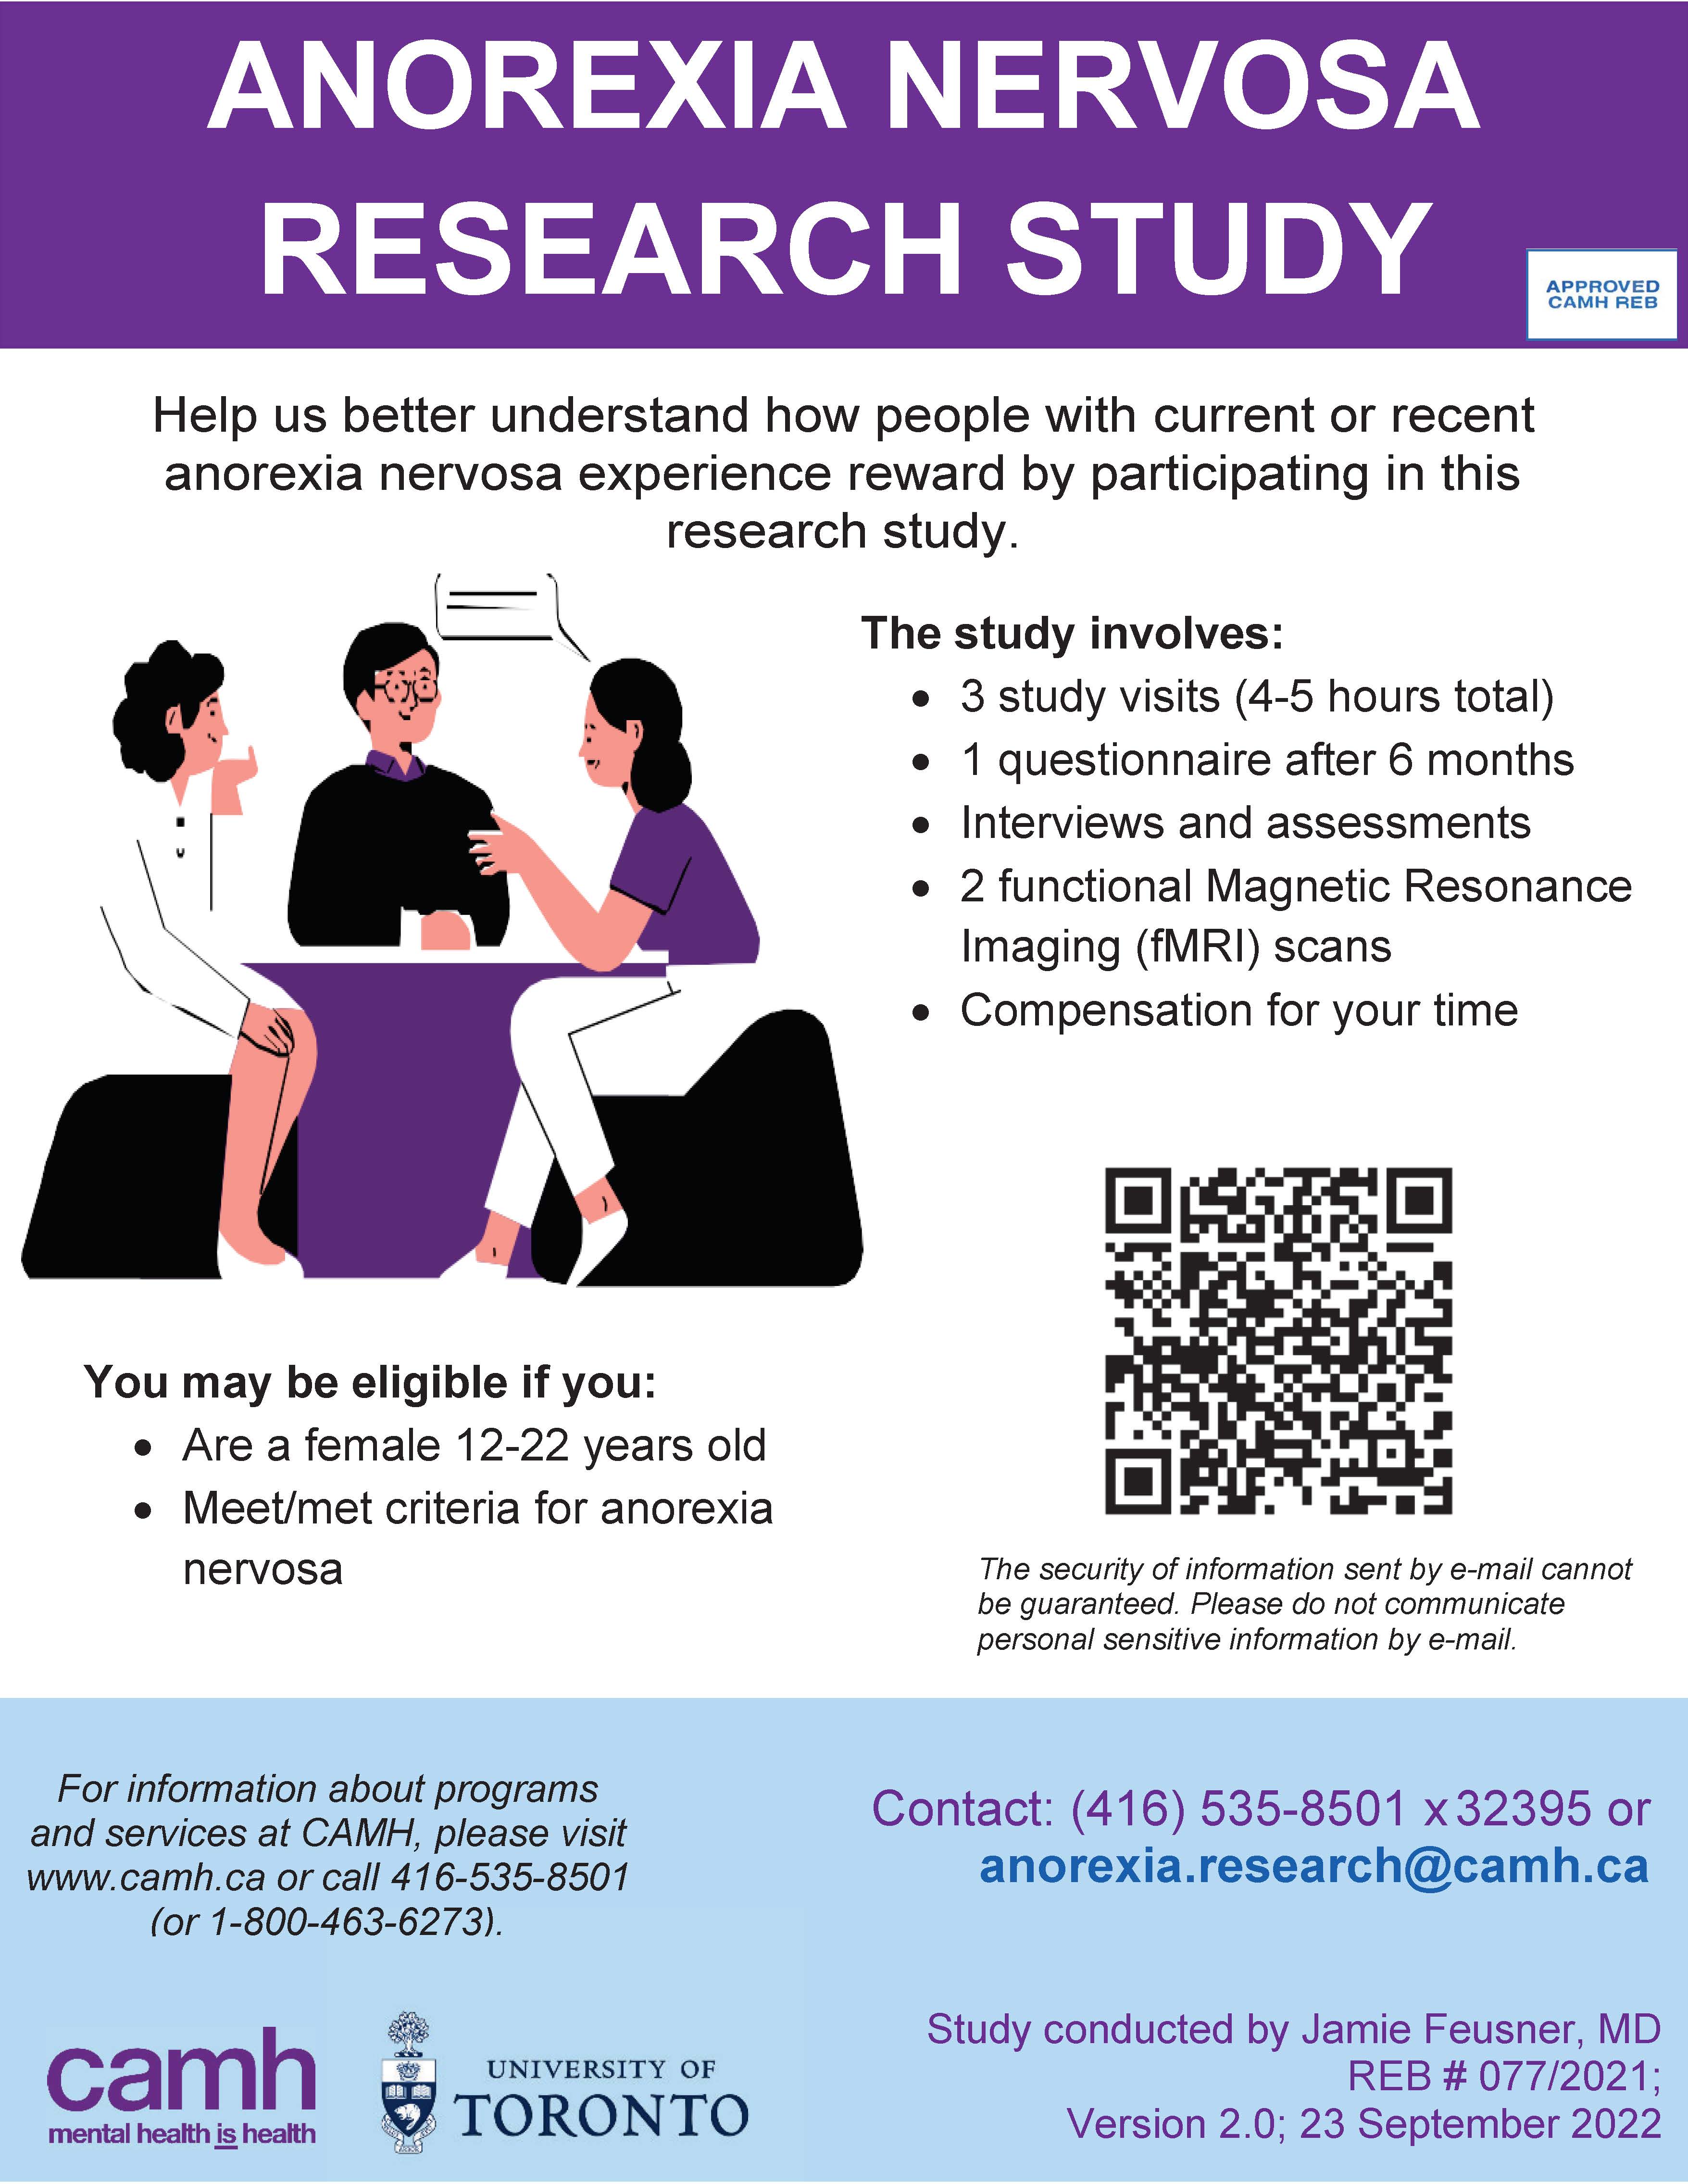 ANOREXIA NERVOSA
RESEARCH STUDY
APPROVED
CAMH REB
Help us better understand how people with current or recent
anorexia nervosa experience reward by participating in this
research study.
The study involves:
• 3 study visits (4-5 hours total)
• 1 questionnaire after 6 months
• Interviews and assessments
• 2 functional Magnetic Resonance
Imaging (fMRI) scans
• Compensation for your time
You may be eligible if you:
• Are a female 12-22 years old
• Meet/met criteria for anorexia
nervosa
The security of information sent by e-mail cannot
be guaranteed. Please do not communicate
personal sensitive information by e-mail.
For information about programs
and services at CAMH, please visit
www.camh.ca or call 416-535-8501
(or 1-800-463-6273).
Contact: (416) 535-8501 x32395 or
anorexia.research@camh.ca
camh
mental health is health
UNIVERSITY OF
TORONTO
Study conducted by Jamie Feusner, MD
REB # 077/2021;
Version 2.0; 23 September 2022